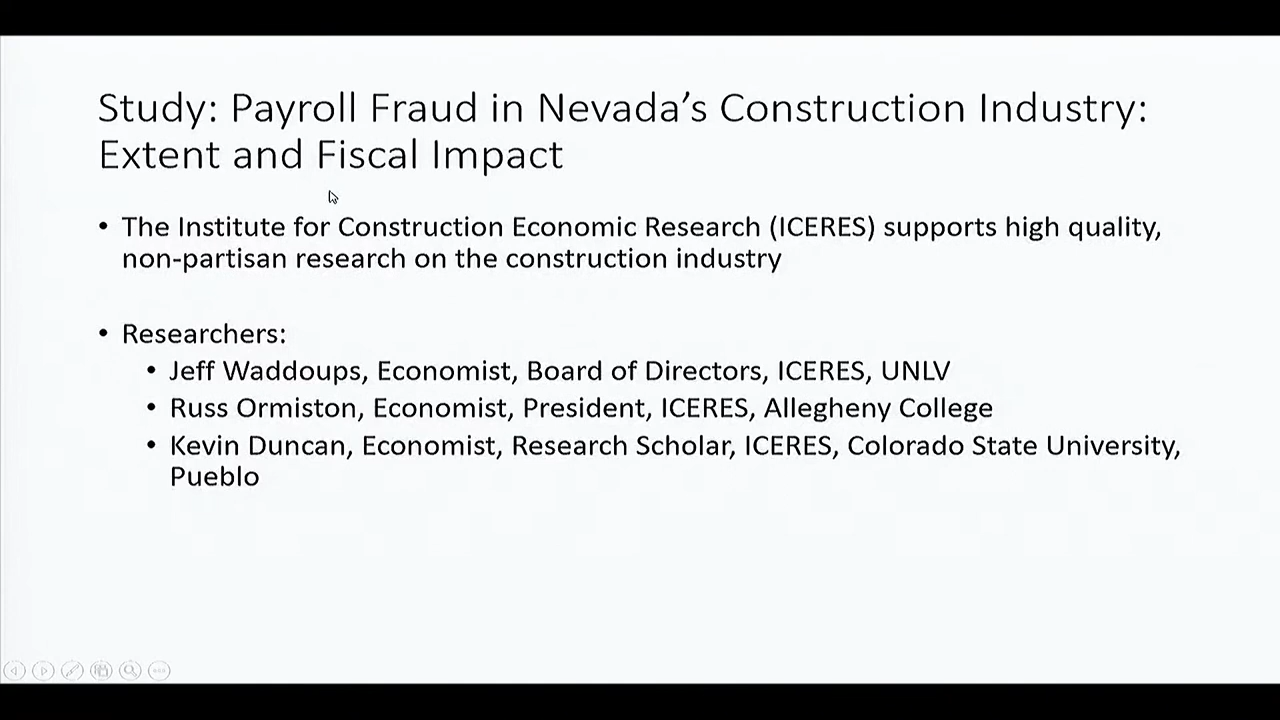 Study: Payroll Fraud in Nevada’s Construction Industry:
Extent and Fiscal Impact
• The Institute for Construction Economic Research (ICERES) supports high quality,
non-partisan research on the construction industry
• Researchers:
• Jeff Waddoups, Economist, Board of Directors, ICERES, UNLV
• Russ Ormiston, Economist, President, ICERES, Allegheny College
• Kevin Duncan, Economist, Research Scholar, ICERES, Colorado State University,
Pueblo